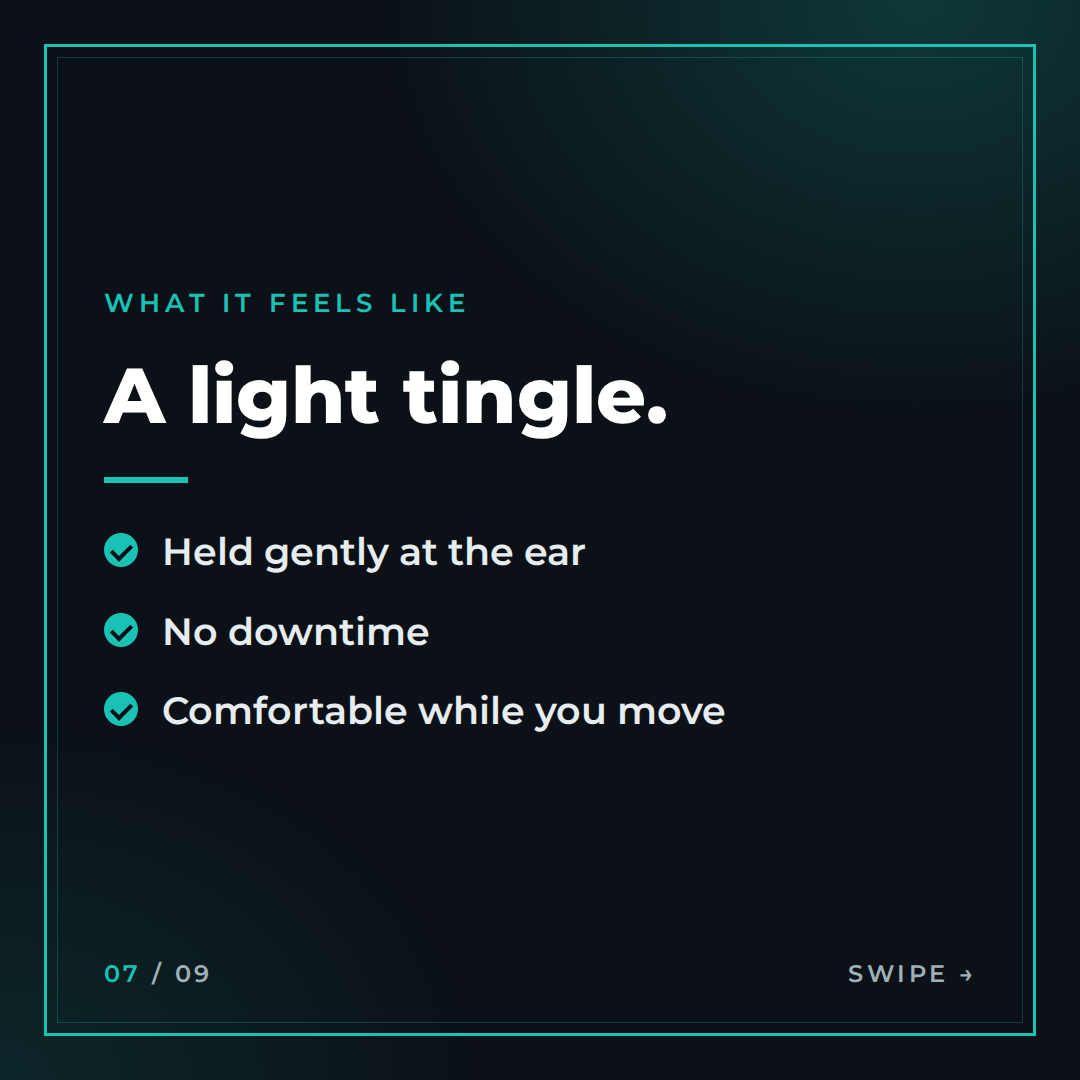 WHAT IT FEELS LIKE
A light tingle.
Held gently at the ear
No downtime
Comfortable while you move
07 / 09
SWIPE →